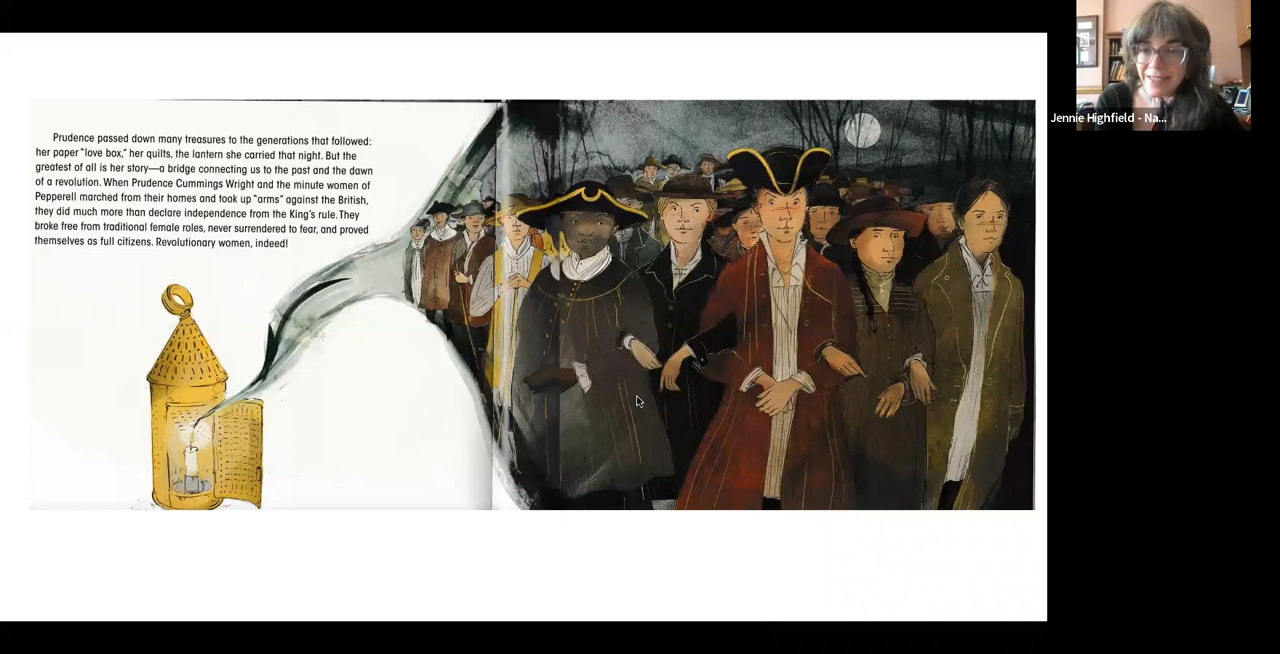 Prudence passed down many treasures to the generations that followed:
her paper “love box,” her quilts, the lantern she carried that night. But the
greatest of all is her story—a bridge connecting us to the past and the dawn
of a revolution. When Prudence Cummings Wright and the minute women of
Pepperell marched from their homes and took up “arms” against the British,
they did much more than declare independence from the King’s rule. They
broke free from traditional female roles, never surrendered to fear, and proved
themselves as full citizens. Revolutionary women, indeed!
Jennie Highfield - Na...